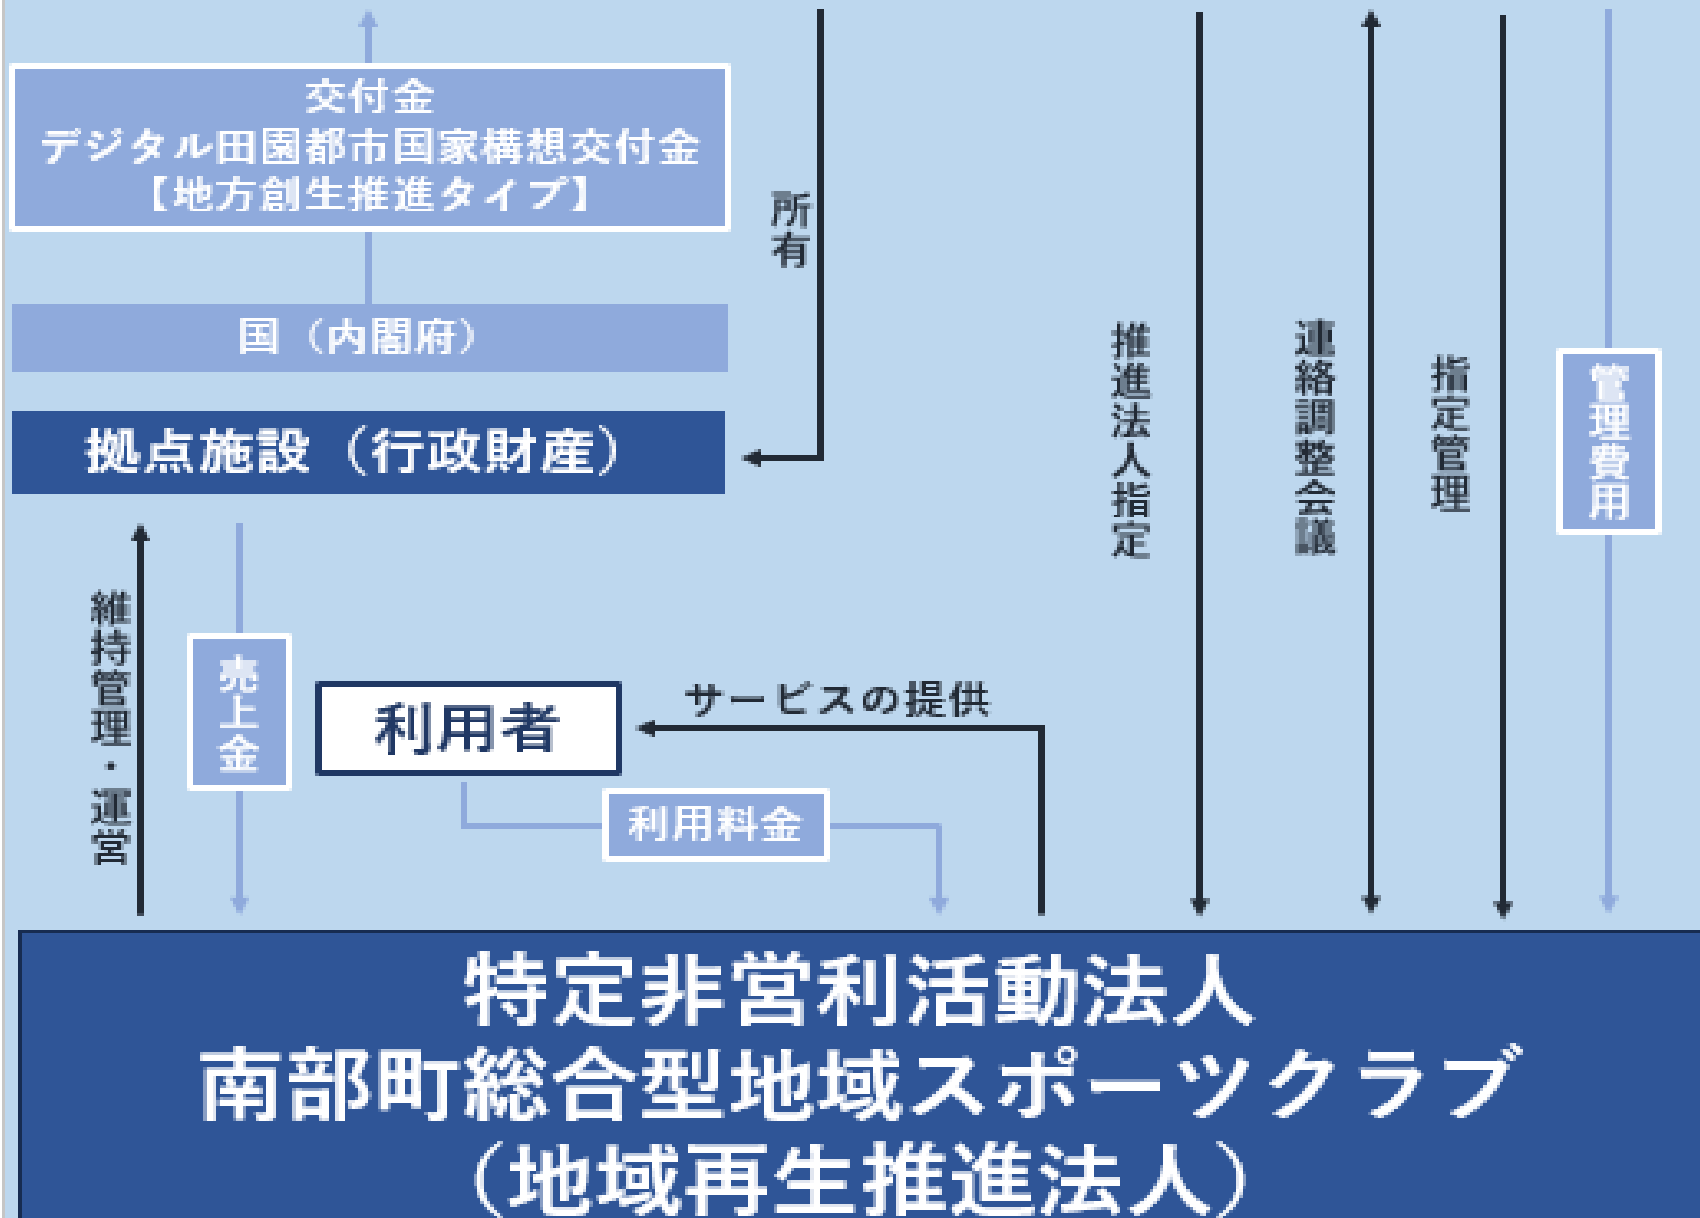 交付金
デジタル田園都市国家構想交付金
【地方創生推進タイプ】
国（内閣府）
拠点施設（行政財産）
所有
推進法人指定
連絡調整会議
指定管理
管理費用
維持管理・運営
売上金
利用者
サービスの提供
利用料金
特定非営利活動法人
南部町総合型地域スポーツクラブ
（地域再生推進法人）